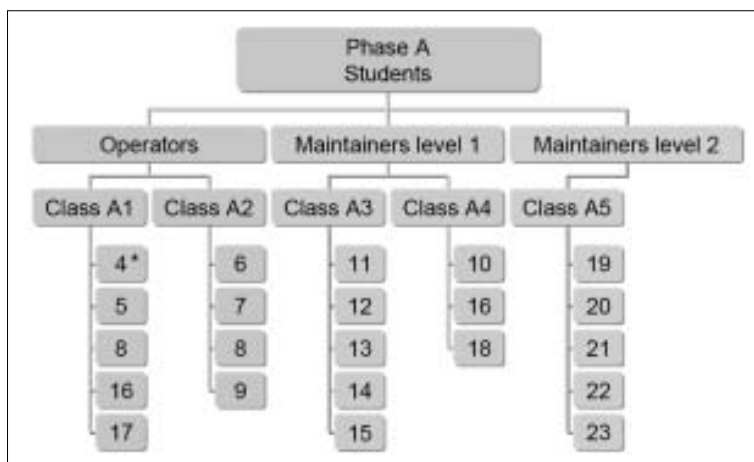 Phase A
Students
Operators
Maintainers level 1
Maintainers level 2
Class A1
Class A2
Class A3
Class A4
Class A5
4*
6
11
10
19
5
7
12
16
20
8
8
13
18
21
16
9
14
22
17
15
23